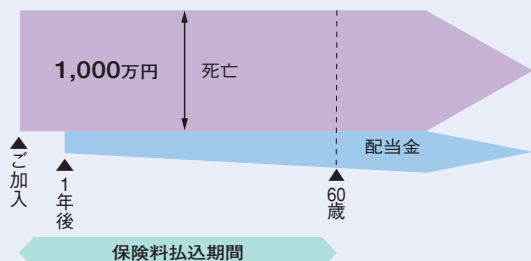 1,000万円
死亡
配当金
ご加入
1年後
60歳
保険料払込期間